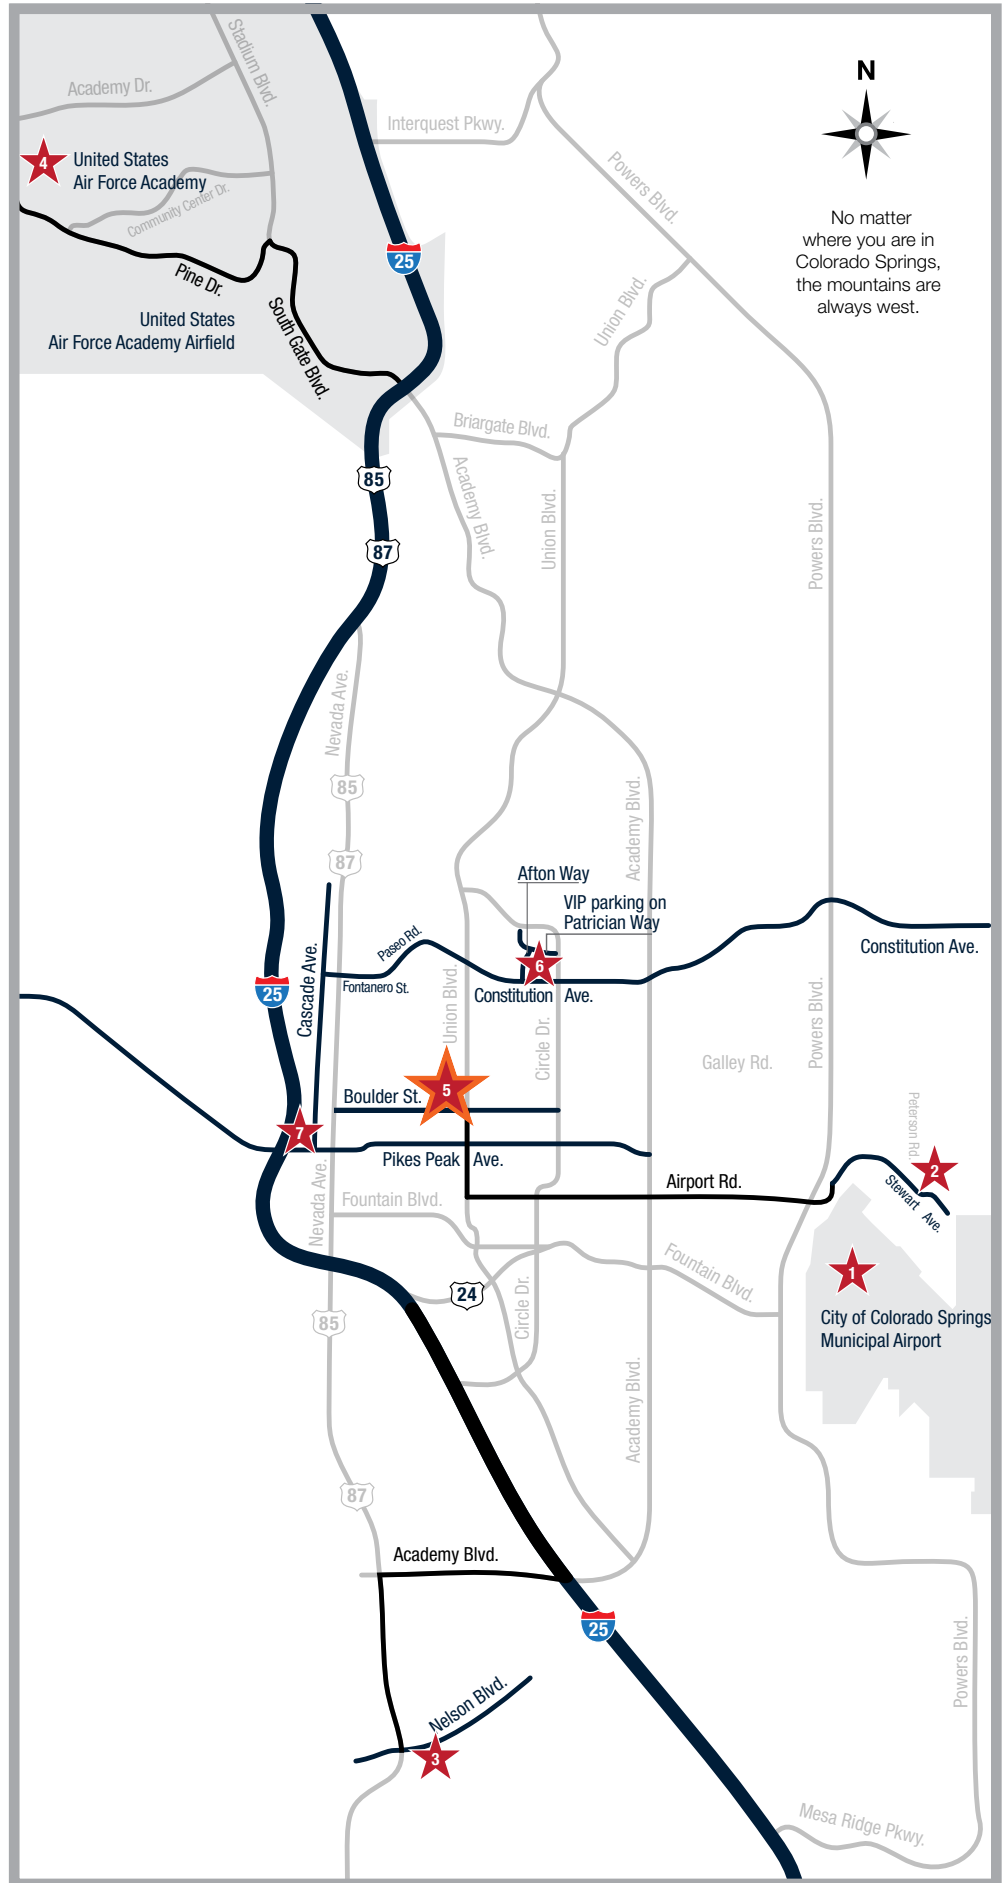 Stadium Blvd.
Academy Dr.
N
Interquest Pkwy.
4
United States
Air Force Academy
Powers Blvd.
Community Center Dr.
No matter
where you are in
Colorado Springs,
the mountains are
always west.
25
Pine Dr.
South Gate Blvd.
United States
Air Force Academy Airfield
Union Blvd.
Briargate Blvd.
85
Academy Blvd.
Union Blvd.
Powers Blvd.
87
Nevada Ave.
85
Academy Blvd.
87
Afton Way
VIP parking on
Patrician Way
Paseo Rd.
Constitution Ave.
Cascade Ave.
6
25
Fontanero St.
Union Blvd.
Constitution Ave.
Circle Dr.
Powers Blvd.
Galley Rd.
5
Boulder St.
Peterson Rd.
7
Pikes Peak Ave.
2
Airport Rd.
Stewart Ave.
Nevada Ave.
Fountain Blvd.
Fountain Blvd.
1
24
Circle Dr.
85
City of Colorado Springs
Municipal Airport
Academy Blvd.
87
Academy Blvd.
25
Powers Blvd.
Nelson Blvd.
3
Mesa Ridge Pkwy.